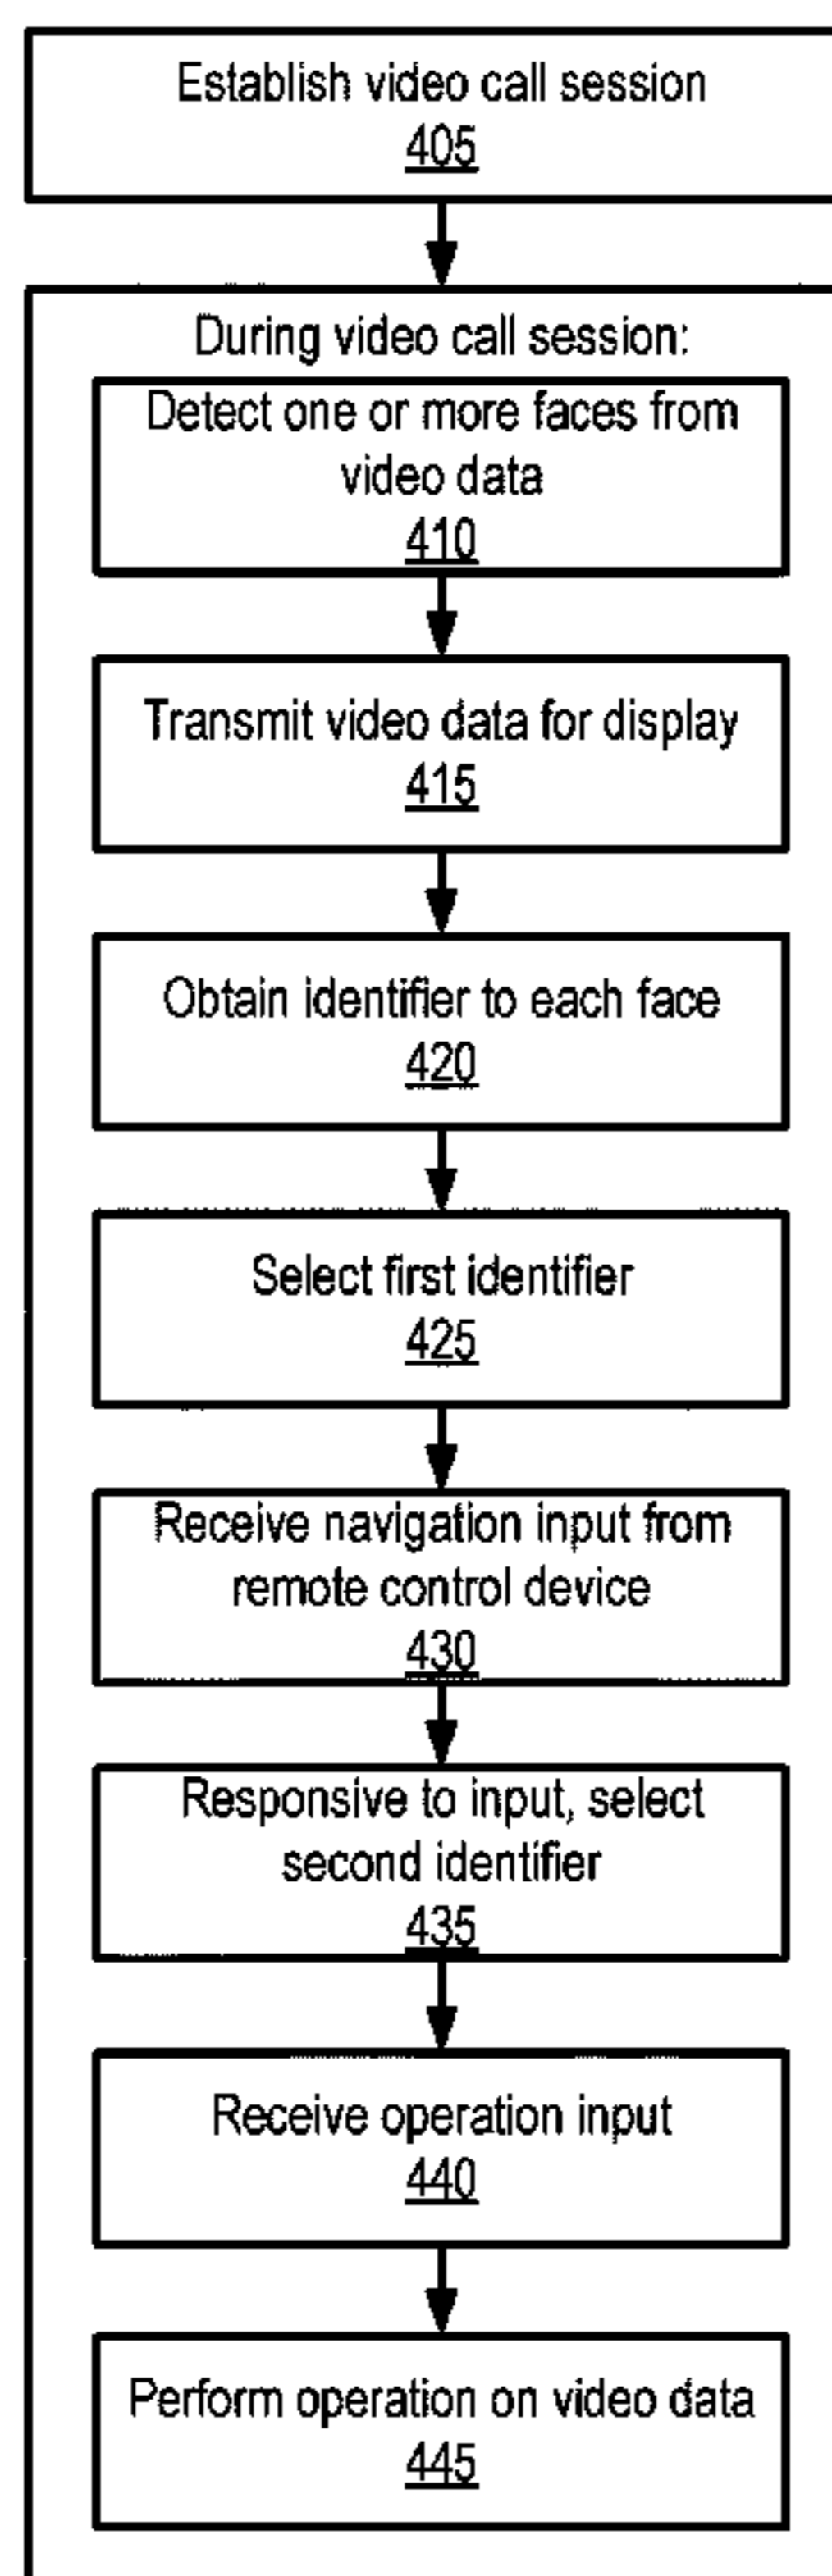 Establish video call session
405
During video call session:
Detect one or more faces from
video data
410
Transmit video data for display
415
Obtain identifier to each face
420
Select first identifier
425
Receive navigation input from
remote control device
430
Responsive to input, select
second identifier
435
Receive operation input
440
Perform operation on video data
445